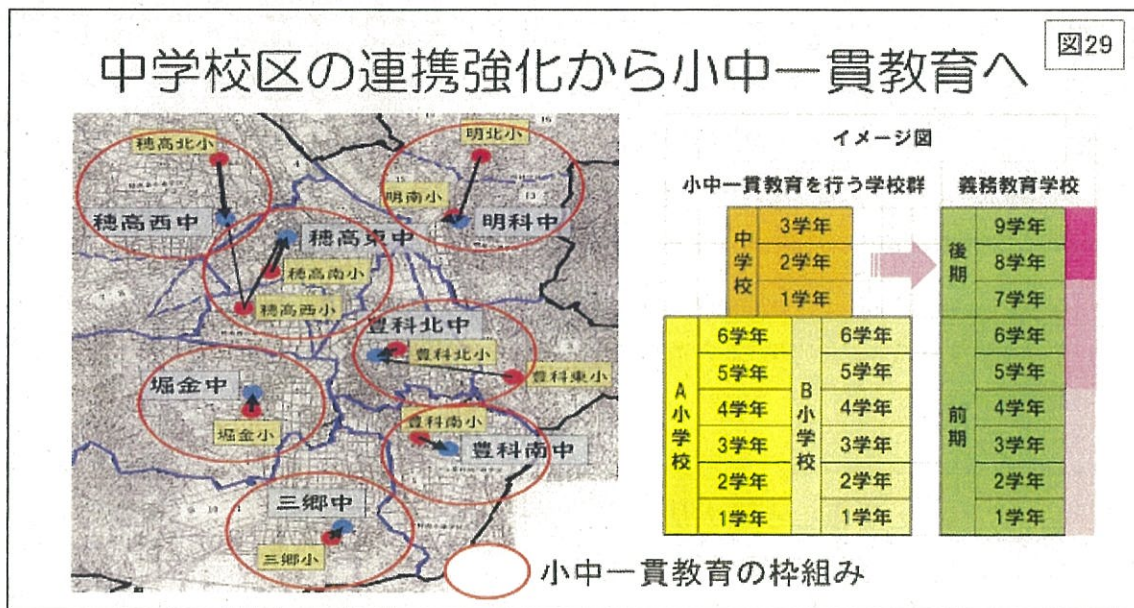 図29
中学校区の連携強化から小中一貫教育へ
穂高北小
明北小
明南小
穂高西中
穂高東中
明科中
穂高南小
穂高西小
豊科北中
豊科北小
豊科東小
堀金中
堀金小
豊科南小
豊科南中
三郷中
三郷小
小中一貫教育の枠組み
イメージ図
小中一貫教育を行う学校群
義務教育学校
中学校
3学年
2学年
1学年
A小学校
6学年
5学年
4学年
3学年
2学年
1学年
B小学校
6学年
5学年
4学年
3学年
2学年
1学年
後期
9学年
8学年
7学年
前期
6学年
5学年
4学年
3学年
2学年
1学年